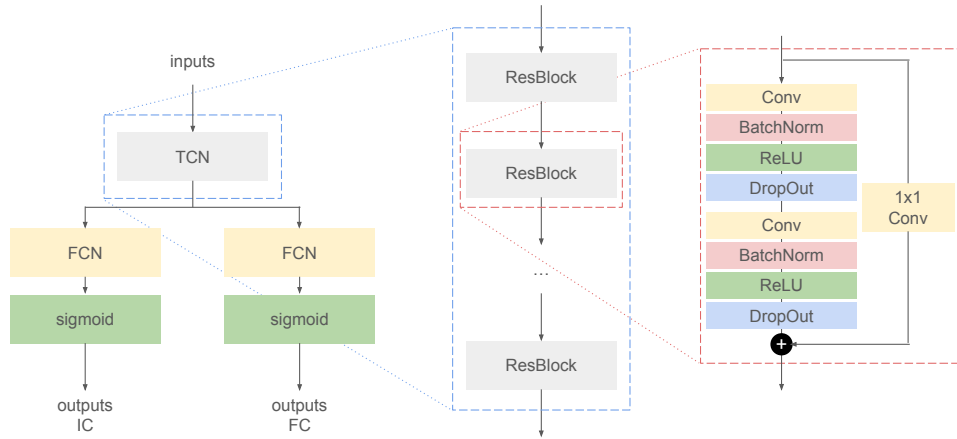 inputs
TCN
FCN
FCN
sigmoid
sigmoid
outputs
IC
outputs
FC
ResBlock
ResBlock
...
ResBlock
Conv
BatchNorm
ReLU
DropOut
Conv
BatchNorm
ReLU
DropOut
+
1x1
Conv